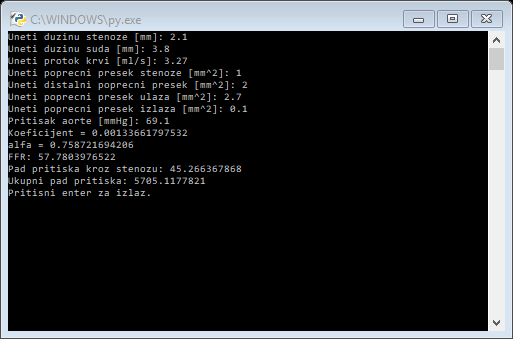 C:\WINDOWS\py.exe
Uneti duzinu stenoze [mm]: 2.1
Uneti duzinu suda [mm]: 3.8
Uneti protok krvi [ml/s]: 3.27
Uneti poprecni presek stenoze [mm^2]: 1
Uneti distalni poprecni presek [mm^2]: 2
Uneti poprecni presek ulaza [mm^2]: 2.7
Uneti poprecni presek izlaza [mm^2]: 0.1
Pritisak aorte [mmHg]: 69.1
Koeficijent = 0.00133661797532
alfa = 0.758721694206
FFR: 57.7803976522
Pad pritiska kroz stenozu: 45.266367868
Ukupni pad pritiska: 5705.1177821
Pritisni enter za izlaz.